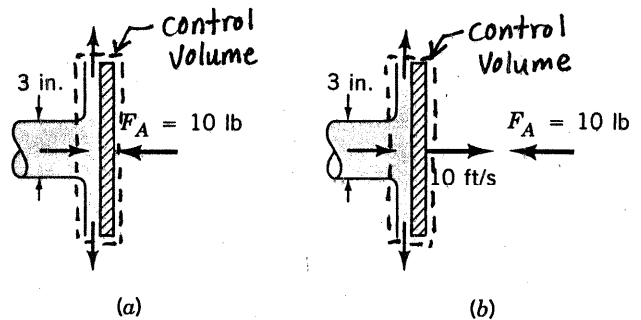 control
volume
3 in.
F_A = 10 lb
(a)
control
Volume
3 in.
F_A = 10 lb
10 ft/s
(b)